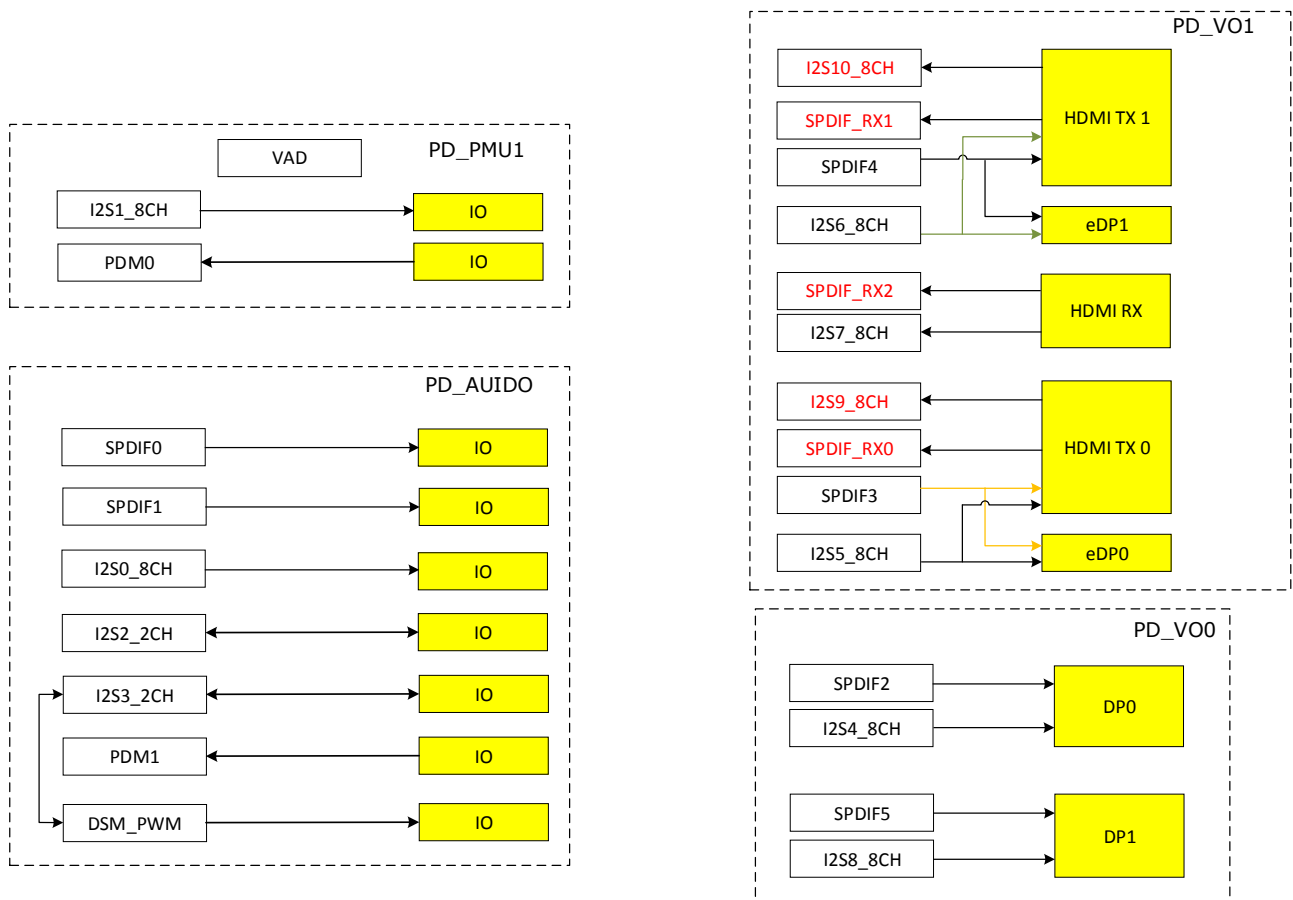 PD_PMU1
VAD
I2S1_8CH
IO
PDM0
IO
PD_AUIDO
SPDIF0
IO
SPDIF1
IO
I2S0_8CH
IO
I2S2_2CH
IO
I2S3_2CH
IO
PDM1
IO
DSM_PWM
IO
PD_VO1
I2S10_8CH
SPDIF_RX1
HDMI TX 1
SPDIF4
I2S6_8CH
eDP1
SPDIF_RX2
HDMI RX
I2S7_8CH
I2S9_8CH
SPDIF_RX0
HDMI TX 0
SPDIF3
I2S5_8CH
eDP0
PD_VO0
SPDIF2
DP0
I2S4_8CH
SPDIF5
DP1
I2S8_8CH